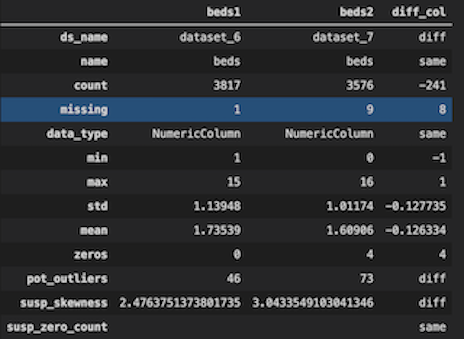 beds1 beds2 diff_col
ds_name dataset_6 dataset_7 diff
name beds beds same
count 3817 3576 -241
missing 1 9 8
data_type NumericColumn NumericColumn same
min 1 0 -1
max 15 16 1
std 1.13948 1.01174 -0.127735
mean 1.73539 1.60906 -0.126334
zeros 0 4 4
pot_outliers 46 73 diff
susp_skewness 2.4763751373801735 3.0433549103041346 diff
susp_zero_count same